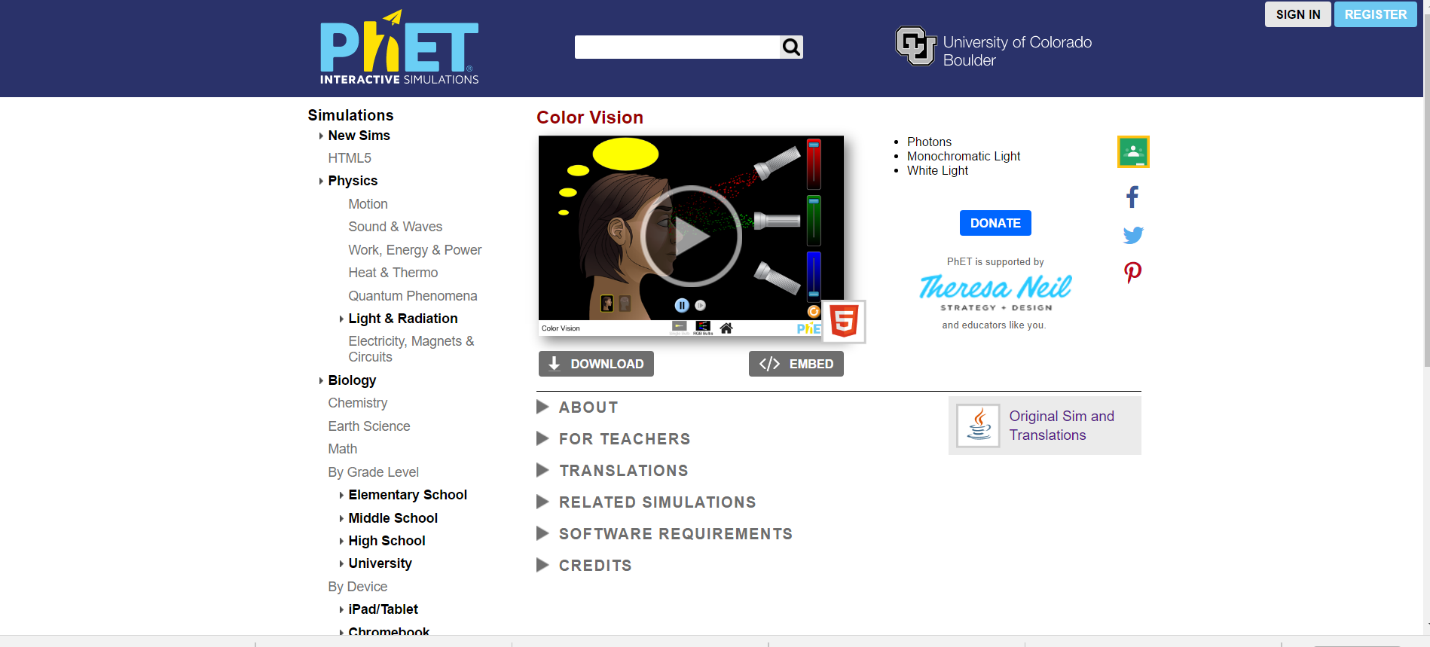 SIGN IN
REGISTER
PhET
®
INTERACTIVE SIMULATIONS
University of Colorado
Boulder
Simulations
New Sims
HTML5
Physics
Motion
Sound & Waves
Work, Energy & Power
Heat & Thermo
Quantum Phenomena
Light & Radiation
Electricity, Magnets &
Circuits
Biology
Chemistry
Earth Science
Math
By Grade Level
Elementary School
Middle School
High School
University
By Device
iPad/Tablet
Chromebook
Color Vision
Color Vision
PhE
5
DOWNLOAD
</> EMBED
ABOUT
FOR TEACHERS
TRANSLATIONS
RELATED SIMULATIONS
SOFTWARE REQUIREMENTS
CREDITS
• Photons
• Monochromatic Light
• White Light
DONATE
PhET is supported by
Theresa Neil
STRATEGY + DESIGN
and educators like you.
Original Sim and
Translations